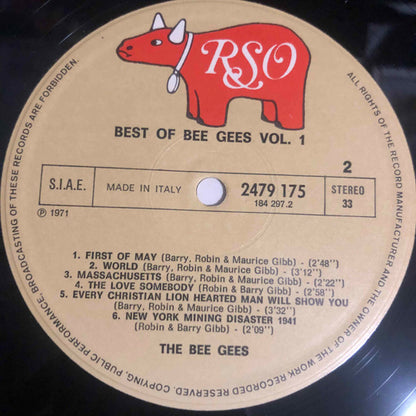 RSO
BEST OF BEE GEES VOL. 1
2
S.I.A.E.
MADE IN ITALY
2479 175
184 297.2
STEREO
33
℗ 1971
1. FIRST OF MAY (Barry, Robin & Maurice Gibb) - (2'48'')
2. WORLD (Barry, Robin & Maurice Gibb) - (3'12'')
3. MASSACHUSETTS (Barry, Robin & Maurice Gibb) - (2'22'')
4. THE LOVE SOMEBODY (Barry, Robin & Maurice Gibb) - (2'58'')
5. EVERY CHRISTIAN LION HEARTED MAN WILL SHOW YOU
(Barry, Robin & Maurice Gibb) - (3'32'')
6. NEW YORK MINING DISASTER 1941
(Robin & Barry Gibb) - (2'09'')
THE BEE GEES
ALL RIGHTS OF THE RECORDS MANUFACTURER AND THE OWNER OF THE WORK RECORDED RESERVED. COPYING, PUBLIC PERFORMANCE, BROADCASTING OF THESE RECORDS ARE FORBIDDEN.